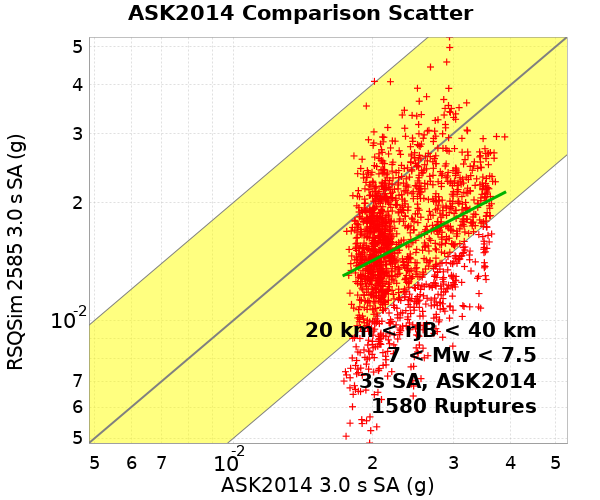 ASK2014 Comparison Scatter
RSQSim 2585 3.0 s SA (g)
5
4
3
2
10-2
7
6
5
20 km < rJB < 40 km
7 < Mw < 7.5
3s SA, ASK2014
1580 Ruptures
5 6 7 10-2 2 3 4 5
ASK2014 3.0 s SA (g)